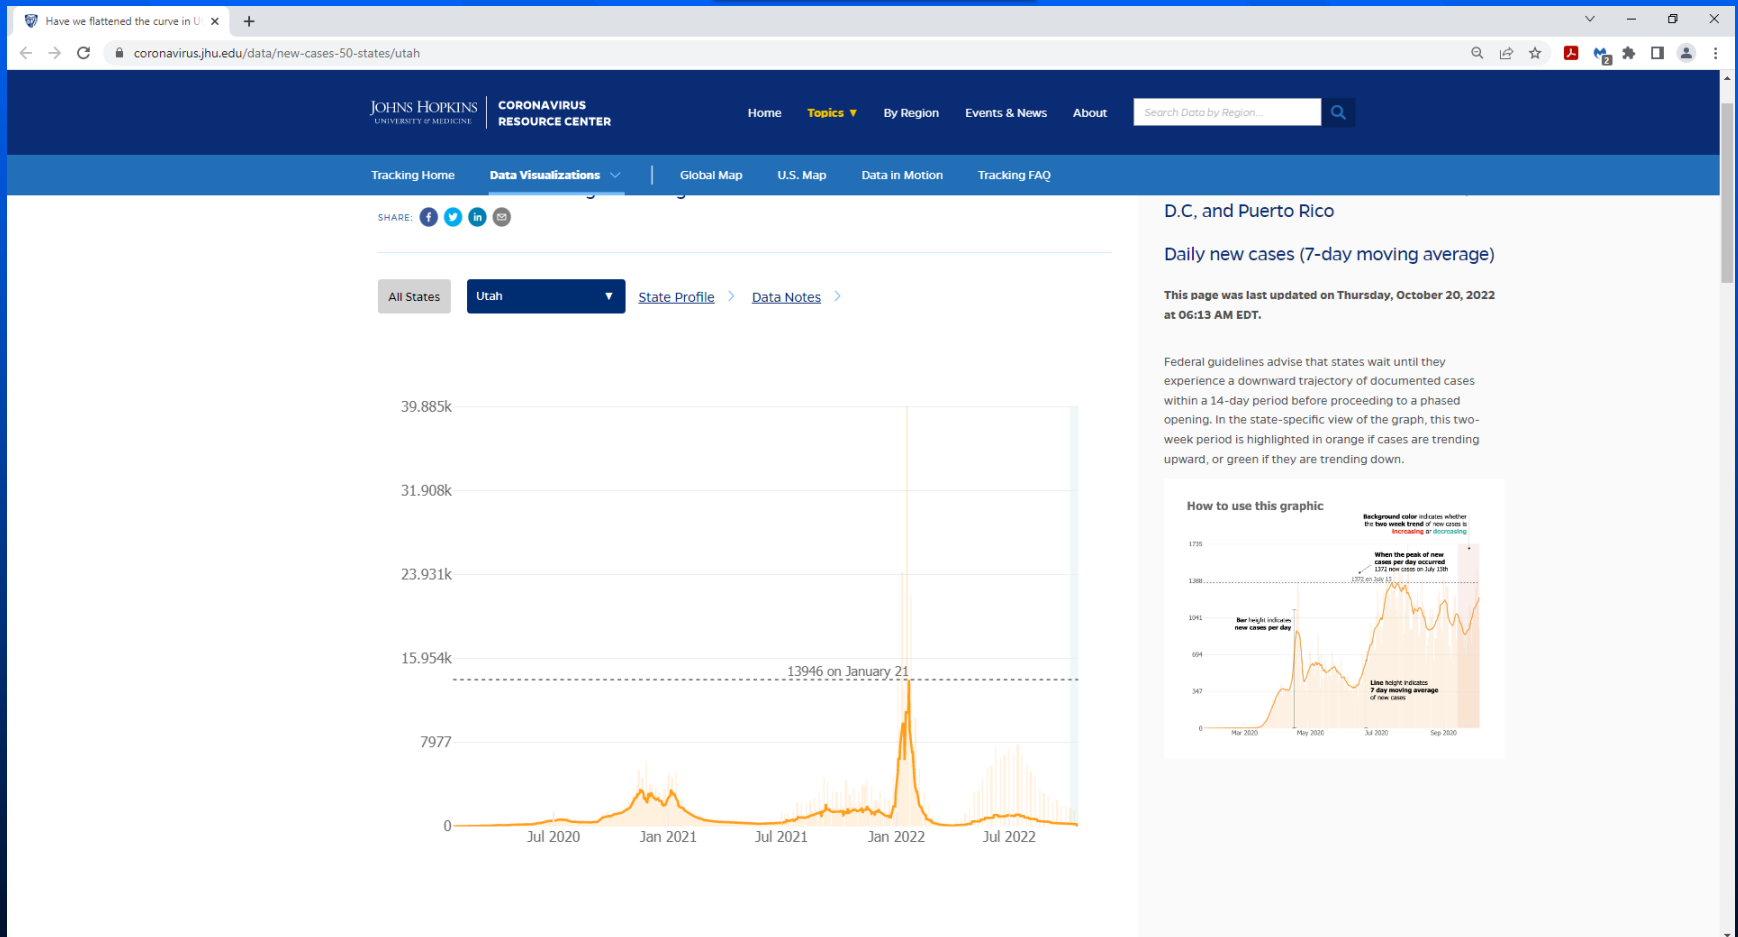 Have we flattened the curve in U
coronavirus.jhu.edu/data/new-cases-50-states/utah
2
JOHNS HOPKINS
UNIVERSITY & MEDICINE
CORONAVIRUS
RESOURCE CENTER
Home
Topics ▼
By Region
Events & News
About
Search Data by Region...
Tracking Home
Data Visualizations
Global Map
U.S. Map
Data in Motion
Tracking FAQ
SHARE:
All States
Utah
State Profile
Data Notes
39.885k
31.908k
23.931k
15.954k
7977
0
13946 on January 21
Jul 2020
Jan 2021
Jul 2021
Jan 2022
Jul 2022
D.C, and Puerto Rico
Daily new cases (7-day moving average)
This page was last updated on Thursday, October 20, 2022
at 06:13 AM EDT.
Federal guidelines advise that states wait until they
experience a downward trajectory of documented cases
within a 14-day period before proceeding to a phased
opening. In the state-specific view of the graph, this two-
week period is highlighted in orange if cases are trending
upward, or green if they are trending down.
How to use this graphic
Background color indicates whether
the two week trend of new cases is
increasing or decreasing
When the peak of new
cases per day occurred
1372 new cases on July 15th
1372 on July 15
Bar height indicates
new cases per day
Line height indicates
7 day moving average
of new cases
1735
1388
1041
694
347
0
Mar 2020
May 2020
Jul 2020
Sep 2020